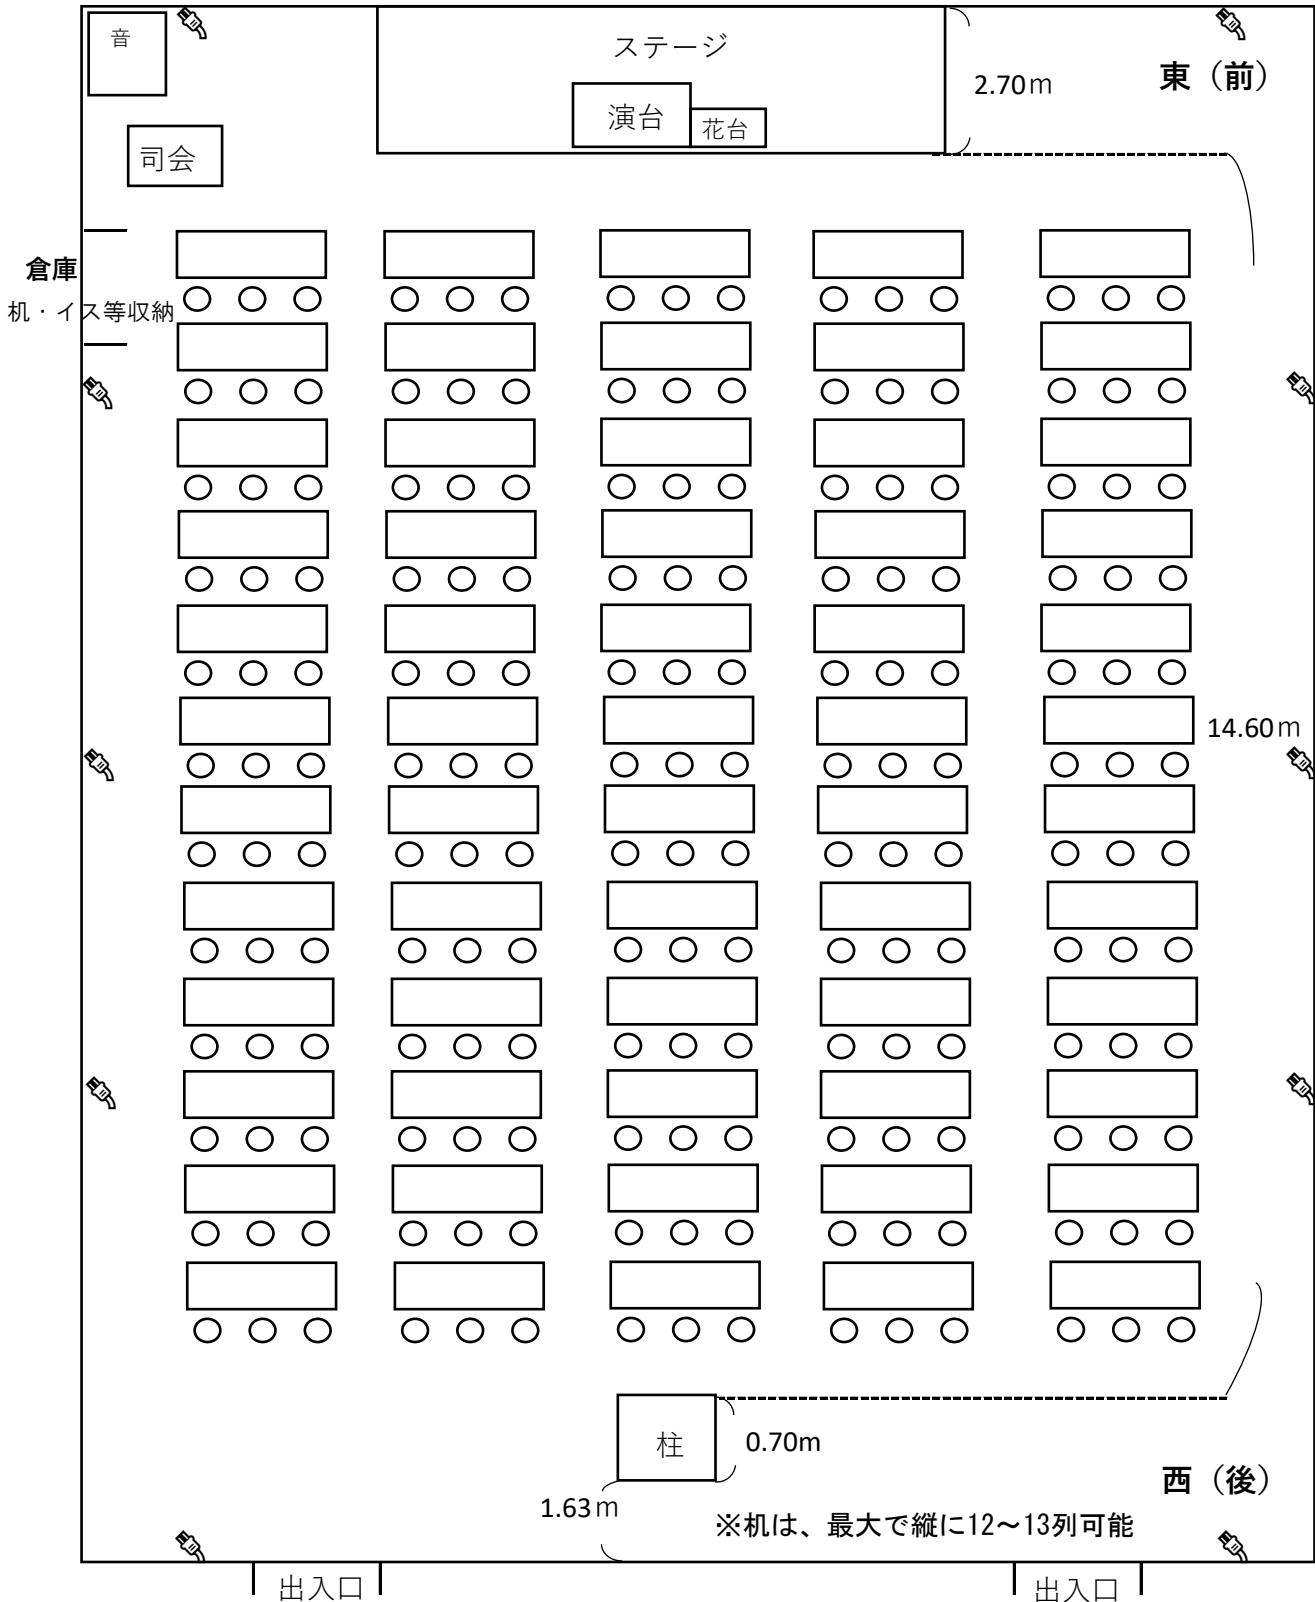 音
ステージ
2.70ｍ
東（前）
演台
花台
司会
倉庫
机・イス等収納
14.60ｍ
柱
0.70m
西（後）
1.63ｍ
※机は、最大で縦に12～13列可能
出入口
出入口